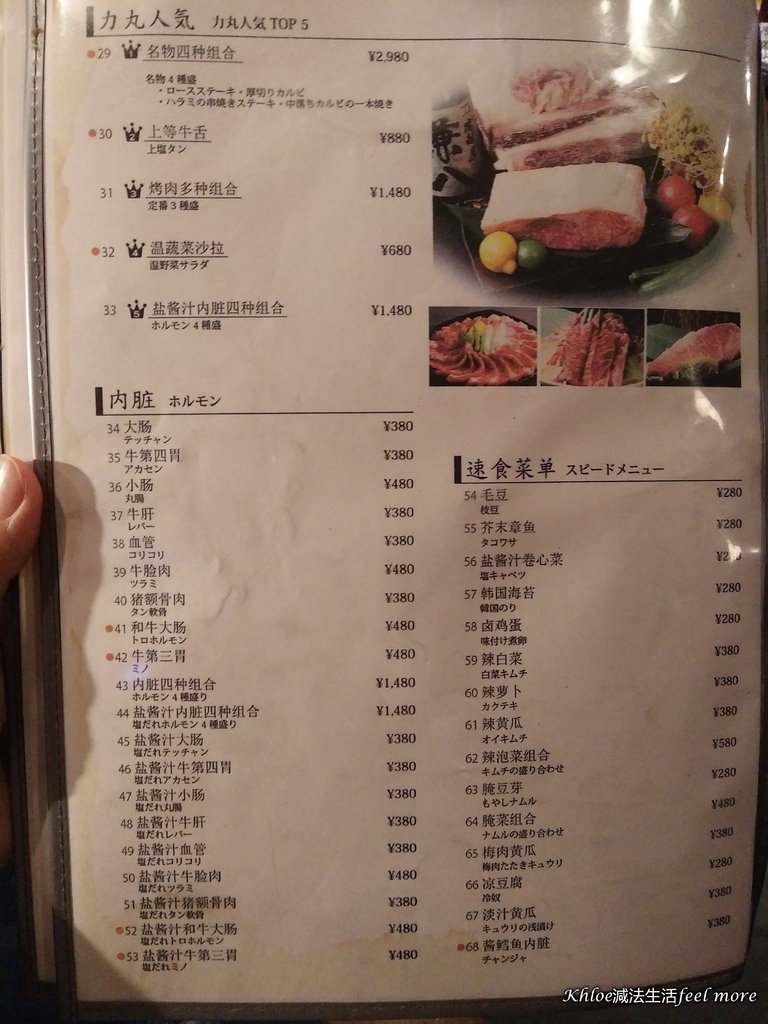 力丸人気 力丸人気 TOP 5
29 1 名物四种组合 ¥2,980
名物4種盛
・ロースステーキ・厚切りカルビ
・ハラミの串焼きステーキ・中落ちカルビの一本焼き
30 2 上等牛舌 ¥880
上塩タン
31 3 烤肉多种组合 ¥1,480
定番3種盛
32 4 温蔬菜沙拉 ¥680
温野菜サラダ
33 5 盐酱汁内脏四种组合 ¥1,480
ホルモン4種盛
内脏 ホルモン
34 大肠 ¥380
テッチャン
35 牛第四胃 ¥380
アカセン
36 小肠 ¥480
丸腸
37 牛肝 ¥380
レバー
38 血管 ¥380
コリコリ
39 牛脸肉 ¥480
ツラミ
40 猪额骨肉 ¥380
タン軟骨
41 和牛大肠 ¥480
トロホルモン
42 牛第三胃 ¥480
ミノ
43 内脏四种组合 ¥1,480
ホルモン4種盛り
44 盐酱汁内脏四种组合 ¥1,480
塩だれホルモン4種盛り
45 盐酱汁大肠 ¥380
塩だれテッチャン
46 盐酱汁牛第四胃 ¥380
塩だれアカセン
47 盐酱汁小肠 ¥380
塩だれ丸腸
48 盐酱汁牛肝 ¥380
塩だれレバー
49 盐酱汁血管 ¥380
塩だれコリコリ
50 盐酱汁牛脸肉 ¥480
塩だれツラミ
51 盐酱汁猪额骨肉 ¥380
塩だれタン軟骨
52 盐酱汁和牛大肠 ¥480
塩だれトロホルモン
53 盐酱汁牛第三胃 ¥480
塩だれミノ
速食菜单 スピードメニュー
54 毛豆 ¥280
枝豆
55 芥末章鱼 ¥280
タコワサ
56 盐酱汁卷心菜
塩キャベツ
57 韩国海苔 ¥280
韓国のり
58 卤鸡蛋 ¥280
味付け煮卵
59 辣白菜 ¥380
白菜キムチ
60 辣萝卜 ¥380
カクテキ
61 辣黄瓜 ¥380
オイキムチ
62 辣泡菜组合 ¥580
キムチの盛り合わせ
63 腌豆芽 ¥280
もやしナムル
64 腌菜组合 ¥480
ナムルの盛り合わせ
65 梅肉黄瓜 ¥380
梅肉たたきキュウリ
66 凉豆腐 ¥280
冷奴
67 淡汁黄瓜 ¥380
キュウリの浅漬け
68 酱鳕鱼内脏 ¥380
チャンジャ
Khloe減法生活feel more